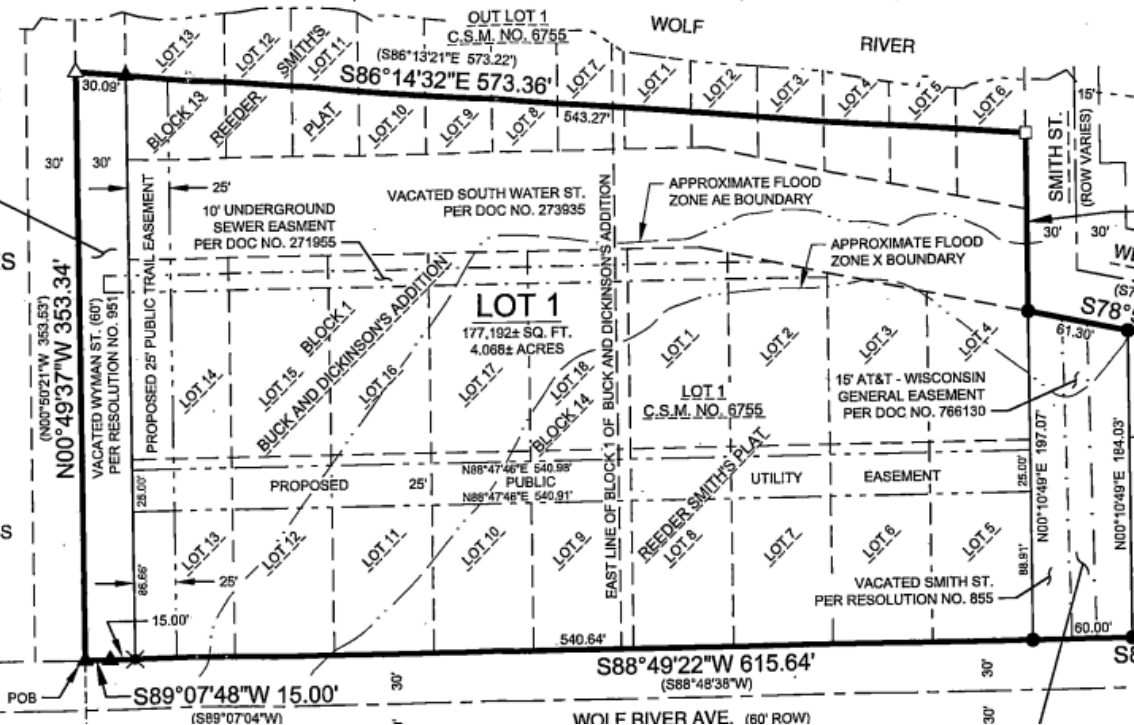 OUT LOT 1
C.S.M. NO. 6755
WOLF
RIVER
(S86°13'21"E 573.22')
S86°14'32"E 573.36'
LOT 13
LOT 12
SMITH'S
LOT 11
LOT 7
LOT 1
LOT 2
LOT 3
LOT 4
LOT 5
LOT 6
15'
30.09'
543.27'
BLOCK 13
REEDER
PLAT
LOT 10
LOT 9
LOT 8
SMITH ST.
(ROW VARIES)
30'
30'
25'
30'
30'
VACATED SOUTH WATER ST.
PER DOC NO. 273935
APPROXIMATE FLOOD
ZONE AE BOUNDARY
10' UNDERGROUND
SEWER EASMENT
PER DOC NO. 271955
APPROXIMATE FLOOD
ZONE X BOUNDARY
S
(N00°50'21"W 353.53')
N00°49'37"W 353.34'
VACATED WYMAN ST. (60')
PER RESOLUTION NO. 951
PROPOSED 25' PUBLIC TRAIL EASEMENT
BLOCK 1
BUCK AND DICKINSON'S ADDITION
EAST LINE OF BLOCK 1 OF BUCK AND DICKINSON'S ADDITION
LOT 1
177,192± SQ. FT.
4.068± ACRES
(S7
S78°
61.30'
LOT 14
LOT 15
LOT 16
LOT 17
LOT 18
BLOCK 14
LOT 1
LOT 2
LOT 3
LOT 4
LOT 1
C.S.M. NO. 6755
15' AT&T - WISCONSIN
GENERAL EASEMENT
PER DOC NO. 766130
REEDER SMITH'S PLAT
N88°47'46"E 540.98'
PROPOSED
25'
PUBLIC
UTILITY
EASEMENT
N88°47'46"E 540.91'
25.00'
25.00'
N00°10'49"E 197.07'
N00°10'49"E 184.03'
S
LOT 13
LOT 12
LOT 11
LOT 10
LOT 9
LOT 8
LOT 7
LOT 6
LOT 5
86.66'
25'
88.91'
VACATED SMITH ST.
PER RESOLUTION NO. 855
15.00'
540.64'
60.00'
S88°49'22"W 615.64'
(S88°48'38"W)
POB
S89°07'48"W 15.00'
(S89°07'04"W)
30'
30'
30'
WOLF RIVER AVE. (60' ROW)